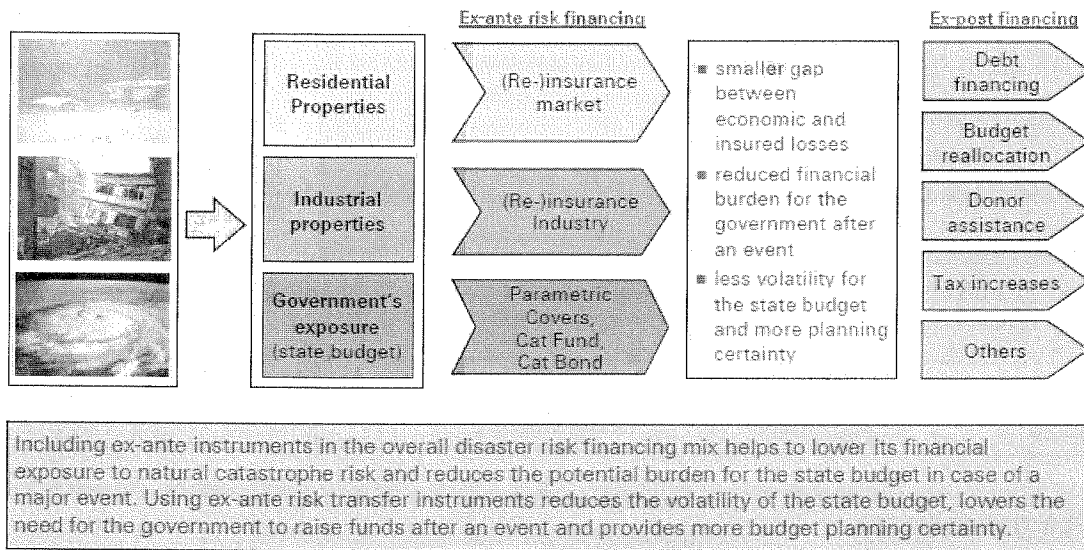 Ex-ante risk financing
Ex-post financing
Residential
Properties
Industrial
properties
Government's
exposure
(state budget)
(Re-)insurance
market
(Re-)insurance
Industry
Parametric
Covers,
Cat Fund,
Cat Bond
■ smaller gap
between
economic and
insured losses
■ reduced financial
burden for the
government after
an event
■ less volatility for
the state budget
and more planning
certainty
Debt
financing
Budget
reallocation
Donor
assistance
Tax increases
Others
Including ex-ante instruments in the overall disaster risk financing mix helps to lower its financial
exposure to natural catastrophe risk and reduces the potential burden for the state budget in case of a
major event. Using ex-ante risk transfer instruments reduces the volatility of the state budget, lowers the
need for the government to raise funds after an event and provides more budget planning certainty.